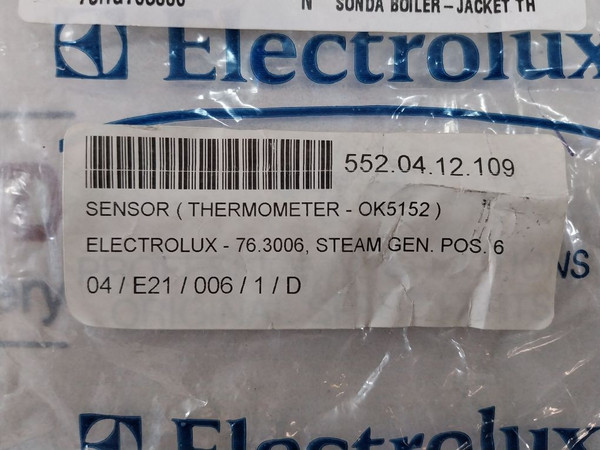 N SONDA BOILER-JACKET TH
Electrolux
552.04.12.109
SENSOR ( THERMOMETER - OK5152 )
ELECTROLUX - 76.3006, STEAM GEN. POS. 6
04 / E21 / 006 / 1 / D
Electrolux